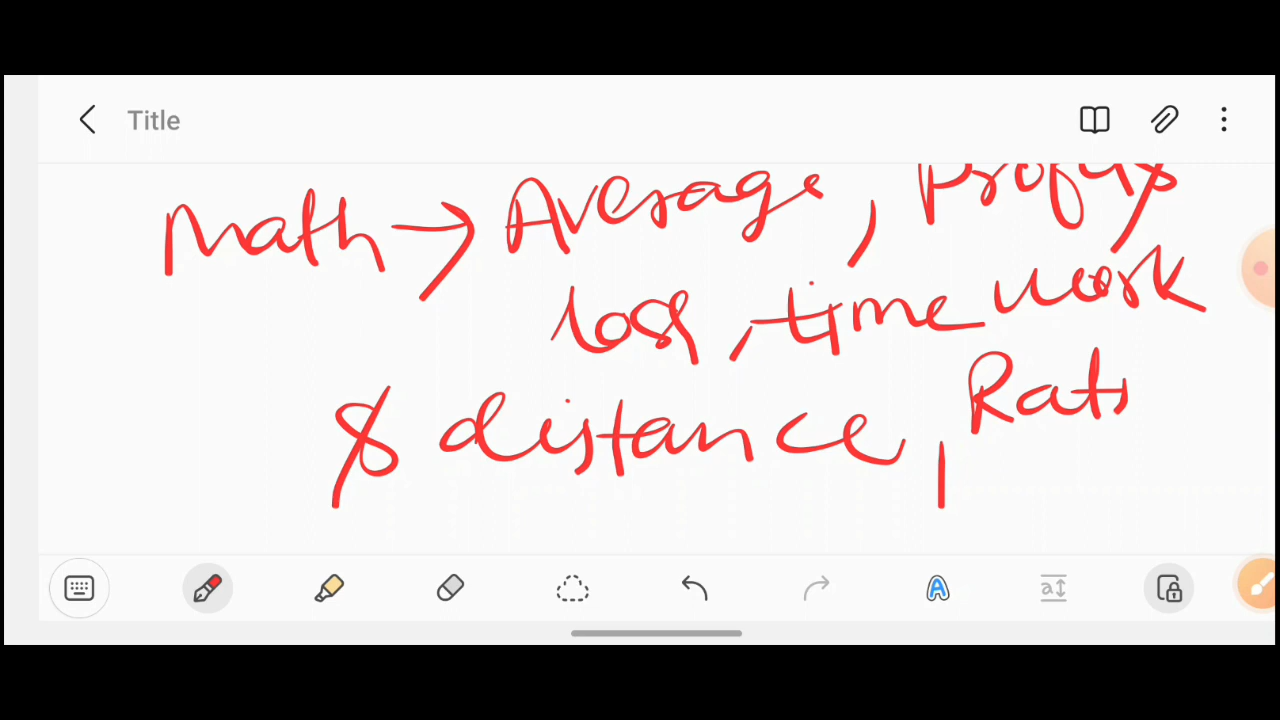 Title
Math → Average, Profit &
loss, time work
& distance, Rati